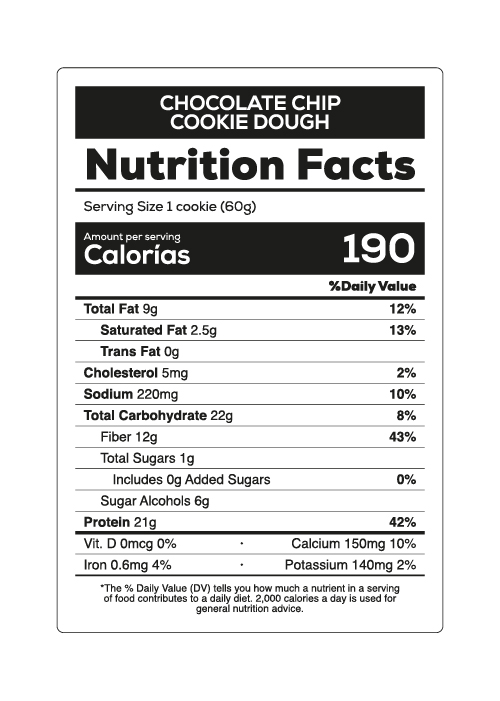 CHOCOLATE CHIP
COOKIE DOUGH
Nutrition Facts
Serving Size 1 cookie (60g)
Amount per serving
Calorías 190
%Daily Value
Total Fat 9g 12%
Saturated Fat 2.5g 13%
Trans Fat 0g
Cholesterol 5mg 2%
Sodium 220mg 10%
Total Carbohydrate 22g 8%
Fiber 12g 43%
Total Sugars 1g
Includes 0g Added Sugars 0%
Sugar Alcohols 6g
Protein 21g 42%
Vit. D 0mcg 0% · Calcium 150mg 10%
Iron 0.6mg 4% · Potassium 140mg 2%
*The % Daily Value (DV) tells you how much a nutrient in a serving
of food contributes to a daily diet. 2,000 calories a day is used for
general nutrition advice.